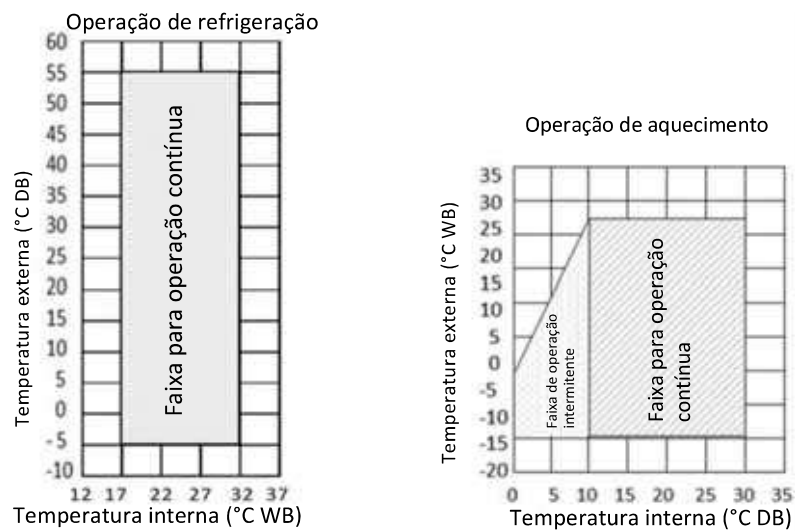 Operação de refrigeração
60
55
50
45
40
35
30
25
20
15
10
5
0
-5
-10
Temperatura externa (°C DB)
Faixa para operação contínua
12 17 22 27 32 37
Temperatura interna (°C WB)
Operação de aquecimento
35
30
25
20
15
10
5
0
-5
-10
-15
-20
Temperatura externa (°C WB)
Faixa de operação
intermitente
Faixa para operação
contínua
0 5 10 15 20 25 30 35
Temperatura interna (°C DB)